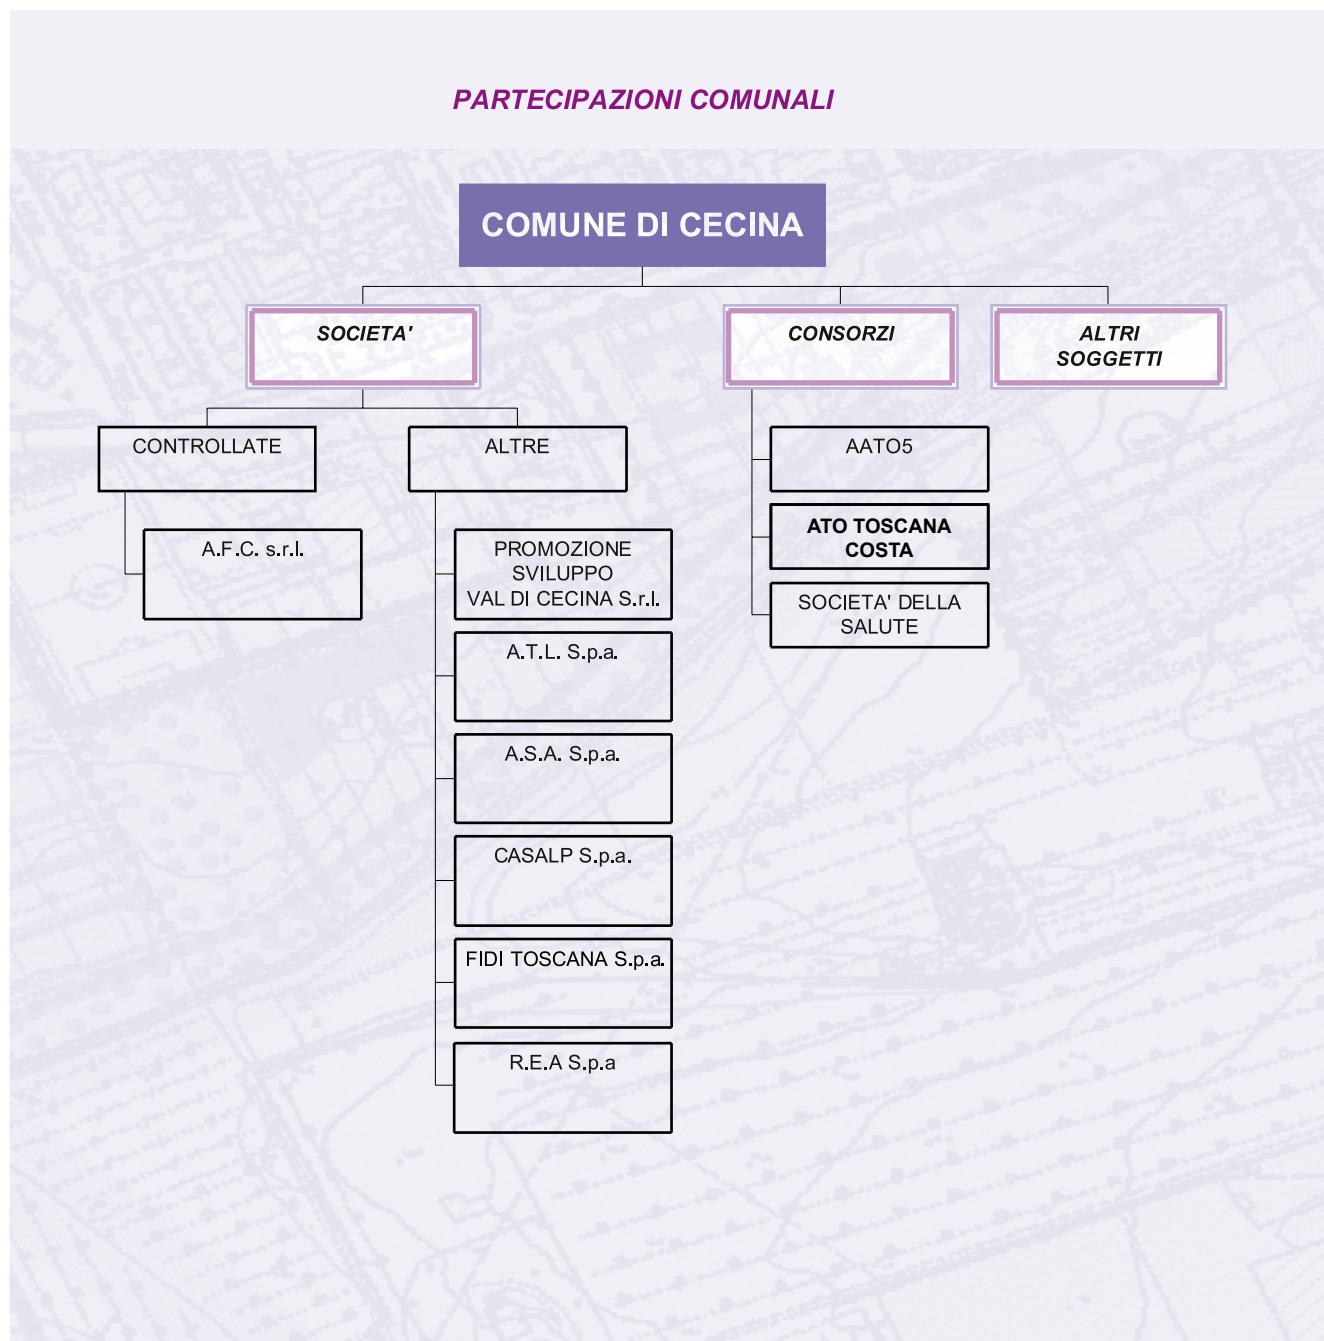 PARTECIPAZIONI COMUNALI
COMUNE DI CECINA
SOCIETA'
CONSORZI
ALTRI
SOGGETTI
CONTROLLATE
ALTRE
A.F.C. s.r.l.
PROMOZIONE
SVILUPPO
VAL DI CECINA S.r.l.
A.T.L. S.p.a.
A.S.A. S.p.a.
CASALP S.p.a.
FIDI TOSCANA S.p.a.
R.E.A S.p.a
AATO5
ATO TOSCANA
COSTA
SOCIETA' DELLA
SALUTE